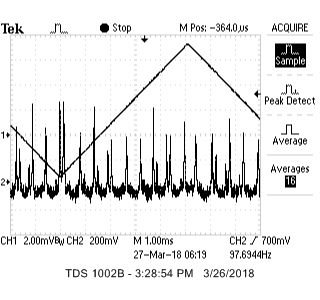 Tek Stop M Pos: -364.0us ACQUIRE
Sample
Peak Detect
Average
Averages
16
1
2
CH1 2.00mVBw CH2 200mV M 1.00ms CH2 / 700mV
27-Mar-18 06:19 97.6944Hz
TDS 1002B - 3:28:54 PM 3/26/2018